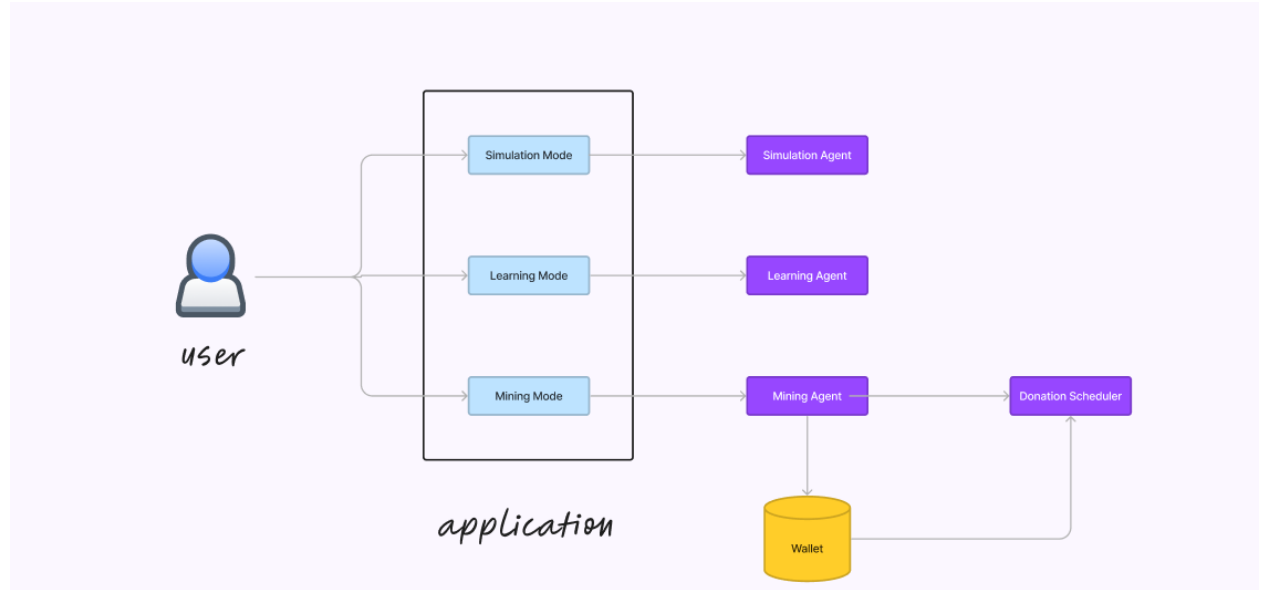 Simulation Mode
Simulation Agent
Learning Mode
Learning Agent
user
Mining Mode
Mining Agent
Donation Scheduler
application
Wallet